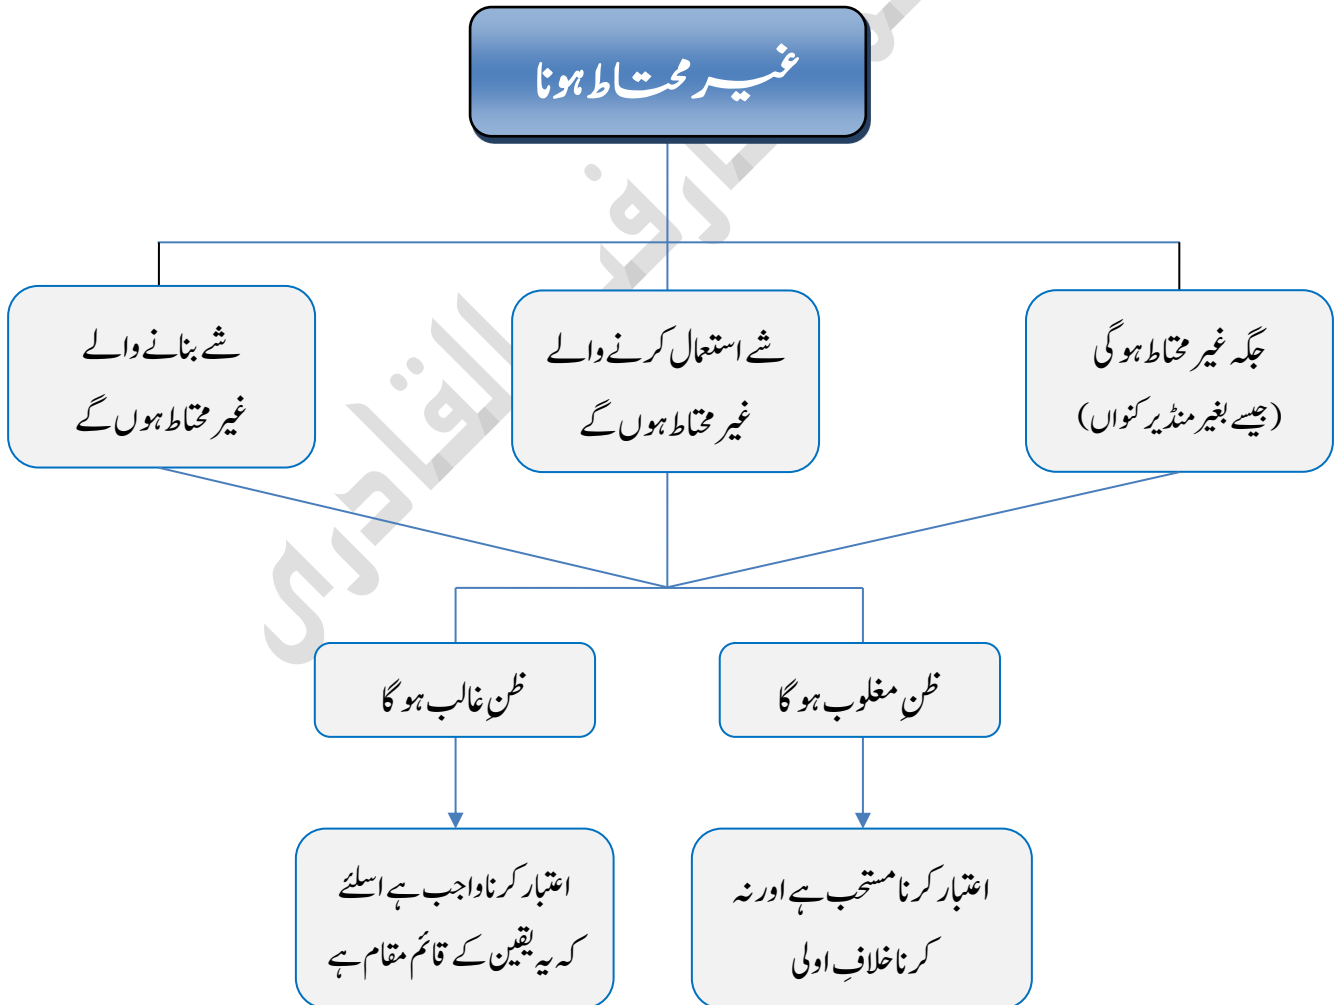 غیر محتاط ہونا
جگہ غیر محتاط ہو گی
(جیسے بغیر منڈیر کنواں)
شے استعمال کرنے والے
غیر محتاط ہوں گے
شے بنانے والے
غیر محتاط ہوں گے
ظنِ مغلوب ہو گا
ظنِ غالب ہو گا
اعتبار کرنا مستحب ہے اور نہ
کرنا خلافِ اولی
اعتبار کرنا واجب ہے اسلئے
کہ یہ یقین کے قائم مقام ہے
القادری